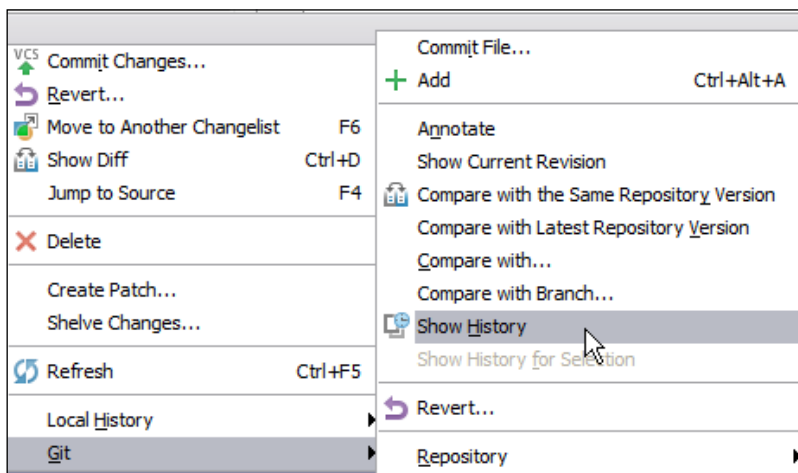 VCS
Commit Changes...
Revert...
Move to Another Changelist F6
Show Diff Ctrl+D
Jump to Source F4
Delete
Create Patch...
Shelve Changes...
Refresh Ctrl+F5
Local History
Git
Commit File...
Add Ctrl+Alt+A
Annotate
Show Current Revision
Compare with the Same Repository Version
Compare with Latest Repository Version
Compare with...
Compare with Branch...
Show History
Show History for Selection
Revert...
Repository